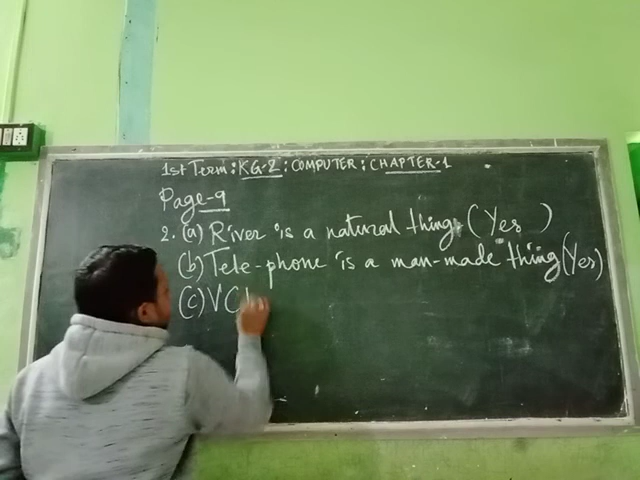 1st Term: KG-2: COMPUTER: CHAPTER-1
Page-9
2. (a) River is a natural thing. (Yes )
(b) Tele-phone is a man-made thing (Yes)
(c) VC